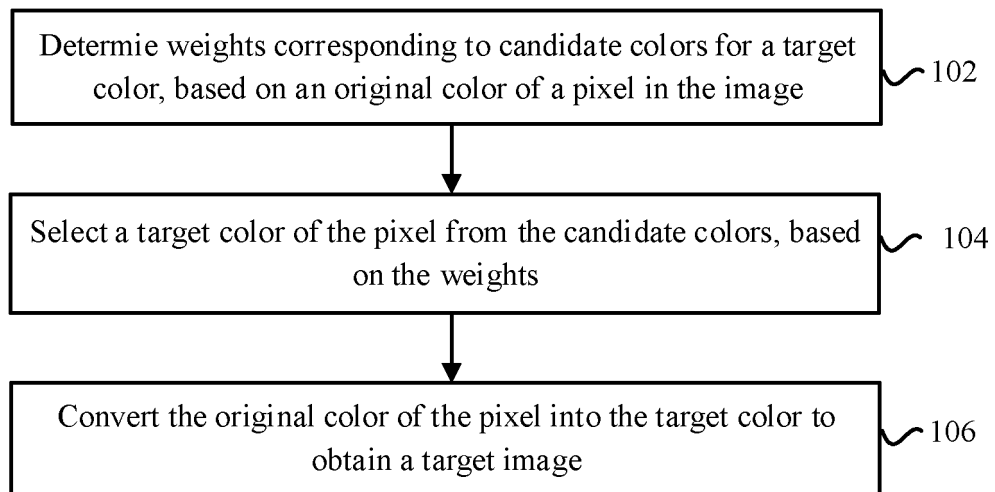 Determie weights corresponding to candidate colors for a target
color, based on an original color of a pixel in the image
102
Select a target color of the pixel from the candidate colors, based
on the weights
104
Convert the original color of the pixel into the target color to
obtain a target image
106